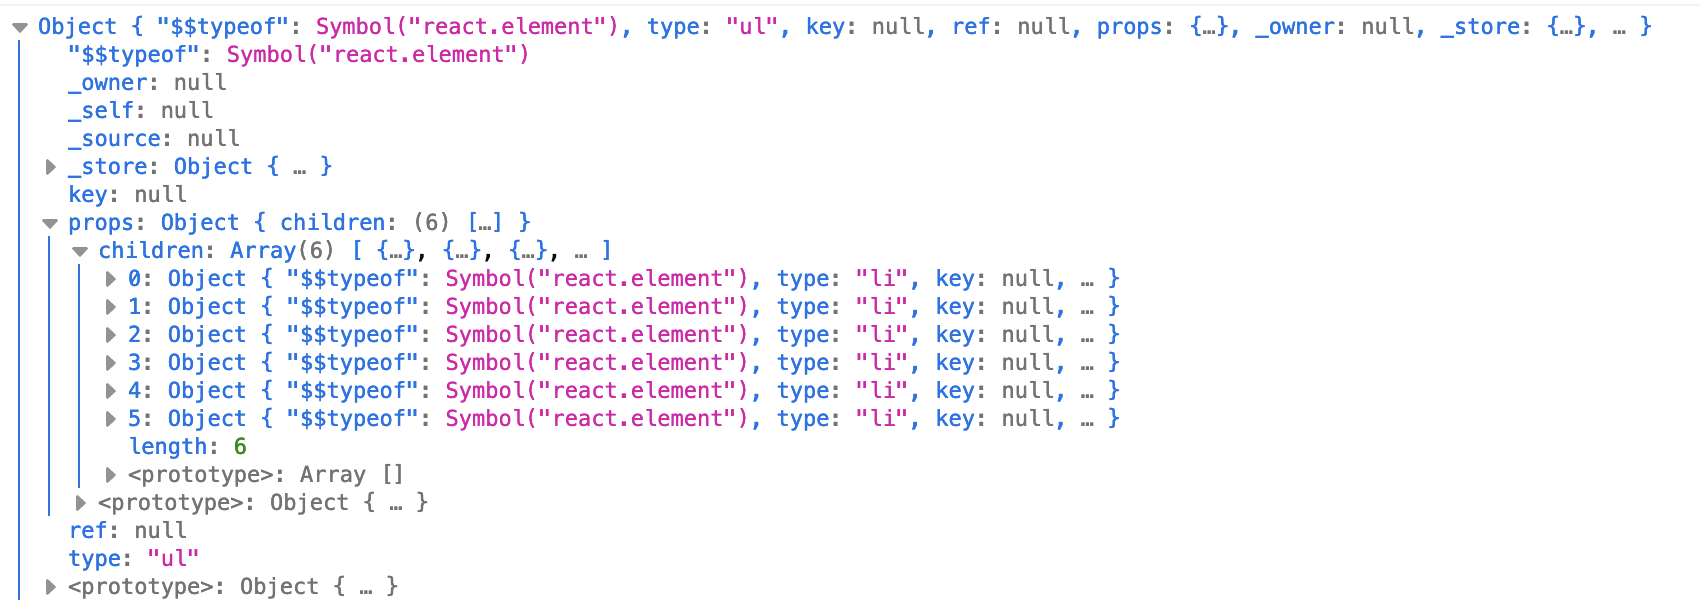 Object { "$$typeof": Symbol("react.element"), type: "ul", key: null, ref: null, props: {…}, _owner: null, _store: {…}, … }
"$$typeof": Symbol("react.element")
_owner: null
_self: null
_source: null
_store: Object { … }
key: null
props: Object { children: (6) […] }
children: Array(6) [ {…}, {…}, {…}, … ]
0: Object { "$$typeof": Symbol("react.element"), type: "li", key: null, … }
1: Object { "$$typeof": Symbol("react.element"), type: "li", key: null, … }
2: Object { "$$typeof": Symbol("react.element"), type: "li", key: null, … }
3: Object { "$$typeof": Symbol("react.element"), type: "li", key: null, … }
4: Object { "$$typeof": Symbol("react.element"), type: "li", key: null, … }
5: Object { "$$typeof": Symbol("react.element"), type: "li", key: null, … }
length: 6
<prototype>: Array []
<prototype>: Object { … }
ref: null
type: "ul"
<prototype>: Object { … }